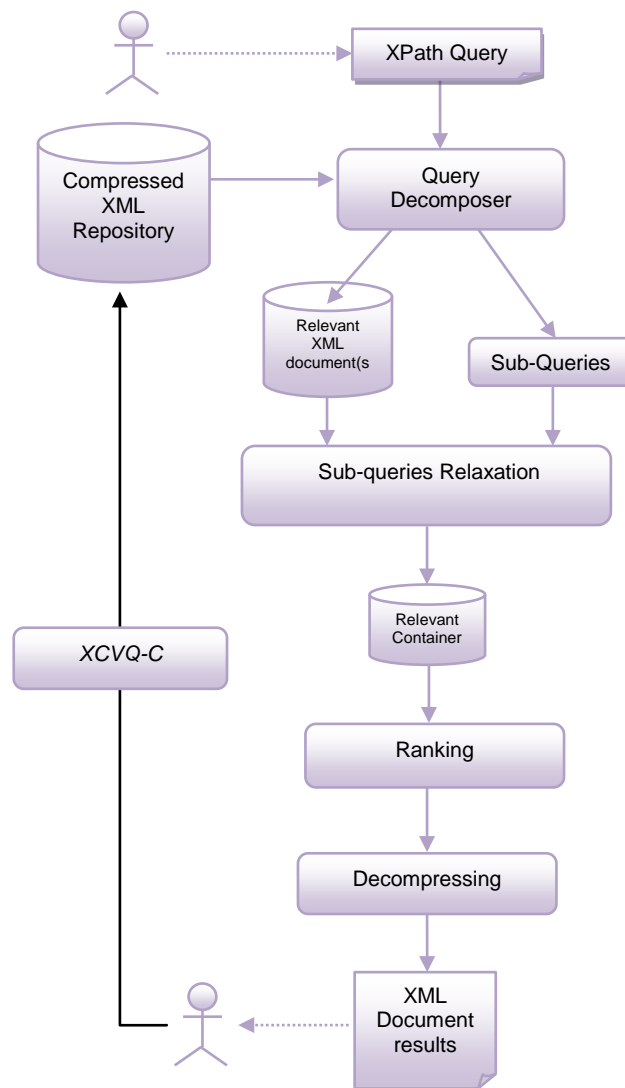 XPath Query
Compressed
XML
Repository
Query
Decomposer
Relevant
XML
document(s
Sub-Queries
Sub-queries Relaxation
Relevant
Container
XCVQ-C
Ranking
Decompressing
XML
Document
results